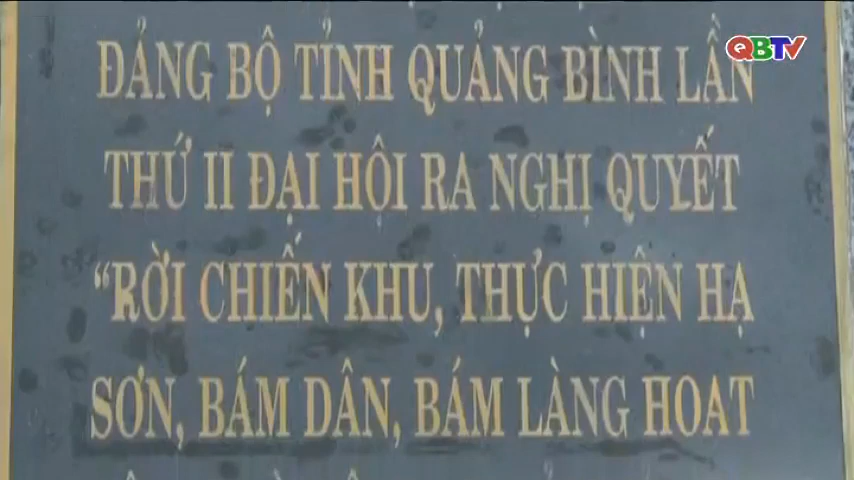 QBTV
ĐẢNG BỘ TỈNH QUẢNG BÌNH LẦN
THỨ II ĐẠI HỘI RA NGHỊ QUYẾT
“RỜI CHIẾN KHU, THỰC HIỆN HẠ
SƠN, BÁM DÂN, BÁM LÀNG HOẠT